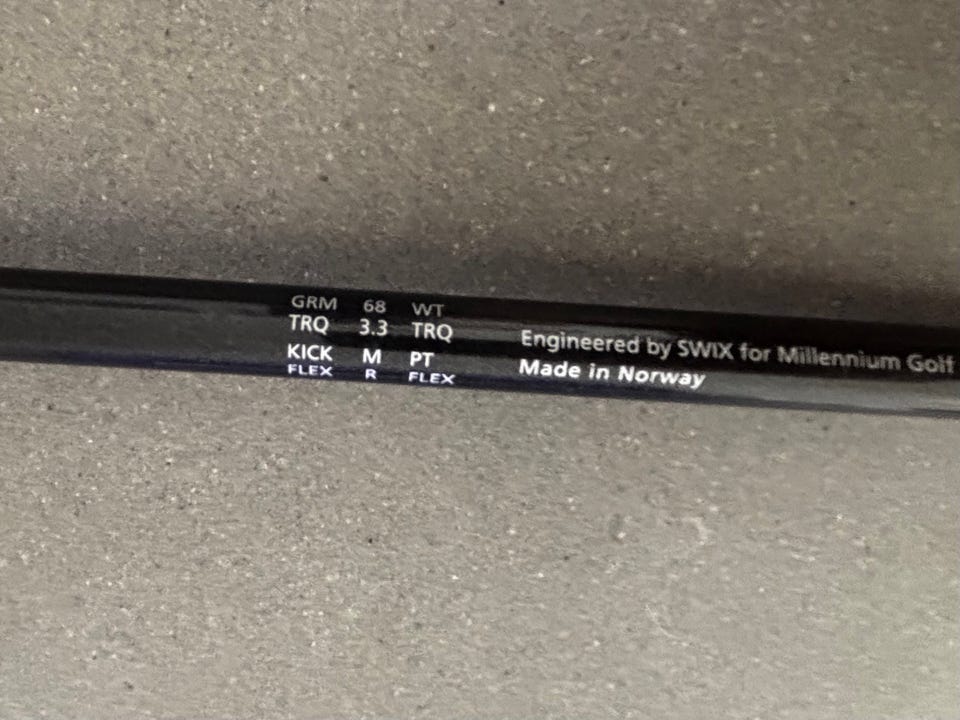 GRM 68 WT
TRQ 3.3 TRQ
KICK M PT
FLEX R FLEX
Engineered by SWIX for Millennium Golf
Made in Norway